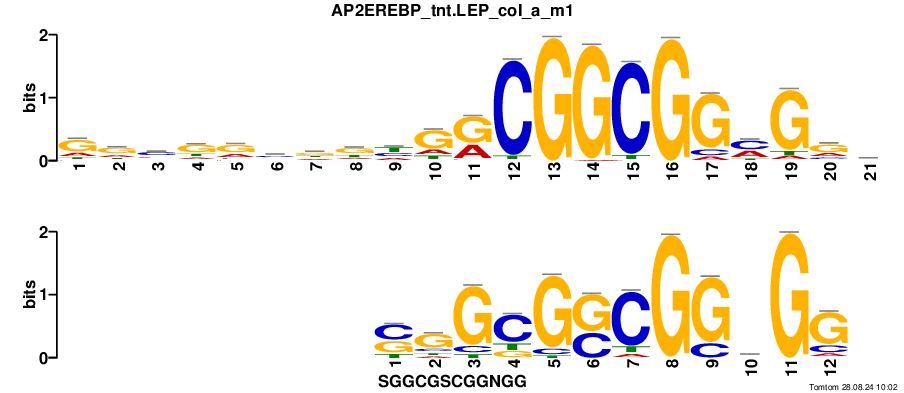 AP2EREBP_tnt.LEP_col_a_m1
2
bits
1
0
1 2 3 4 5 6 7 8 9 10 11 12 13 14 15 16 17 18 19 20 21
2
bits
1
0
1 2 3 4 5 6 7 8 9 10 11 12
SGGCGSCGGNGG
Tomtom 28.08.24 10:02